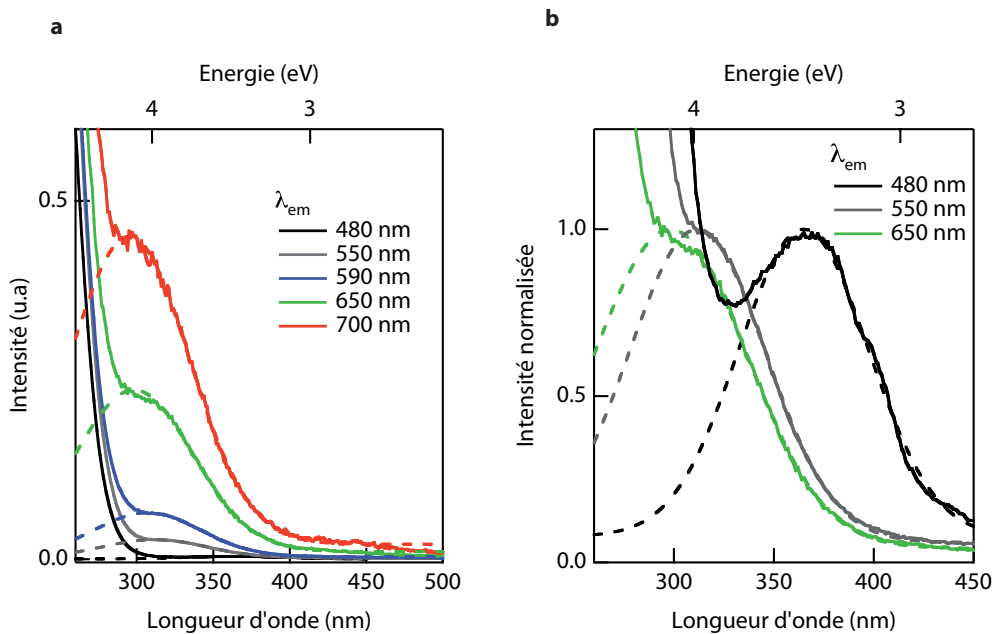 a
Energie (eV)
4
3
0.5
0.0
Intensité (u.a)
λem
480 nm
550 nm
590 nm
650 nm
700 nm
300
350
400
450
500
Longueur d'onde (nm)
b
Energie (eV)
4
3
1.0
0.5
0.0
Intensité normalisée
λem
480 nm
550 nm
650 nm
300
350
400
450
Longueur d'onde (nm)